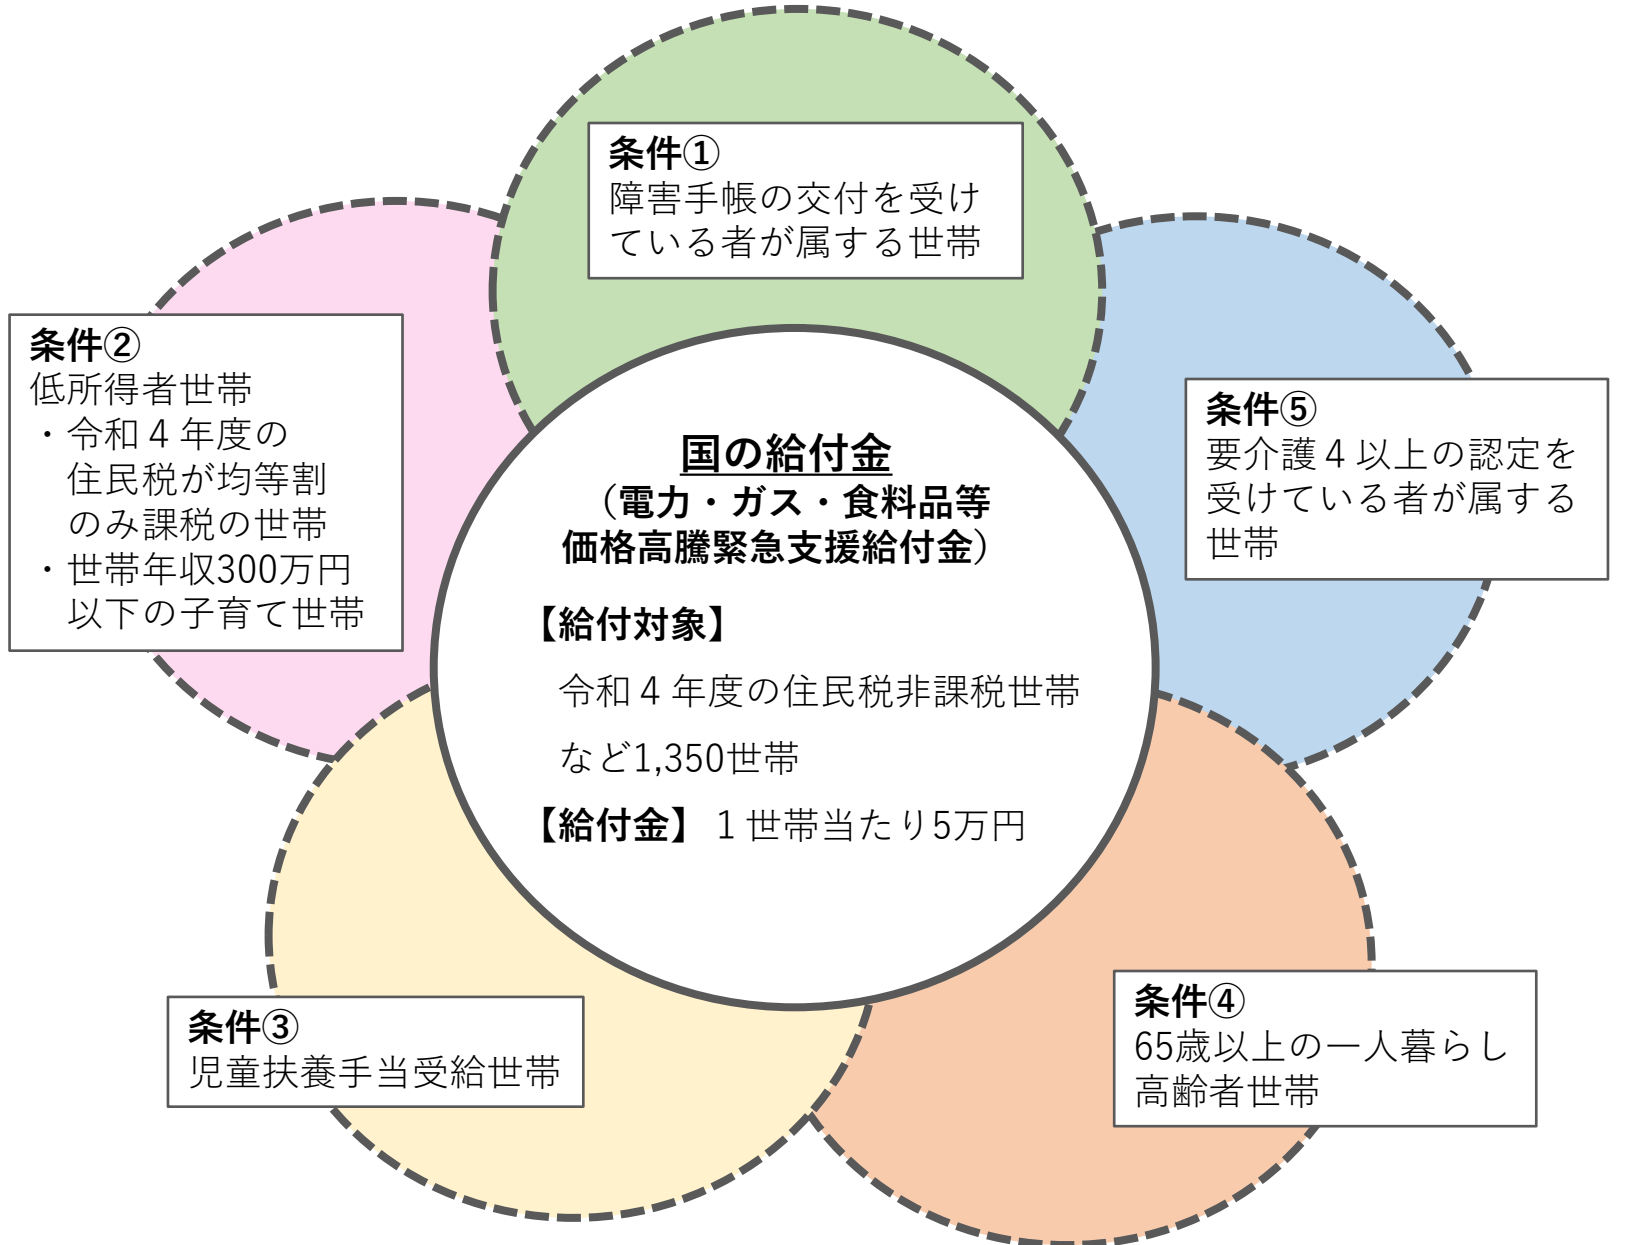 条件①
障害手帳の交付を受け
ている者が属する世帯
条件②
低所得者世帯
・令和４年度の
住民税が均等割
のみ課税の世帯
・世帯年収300万円
以下の子育て世帯
条件⑤
要介護４以上の認定を
受けている者が属する
世帯
国の給付金
（電力・ガス・食料品等
価格高騰緊急支援給付金）
【給付対象】
令和４年度の住民税非課税世帯
など1,350世帯
【給付金】１世帯当たり5万円
条件③
児童扶養手当受給世帯
条件④
65歳以上の一人暮らし
高齢者世帯